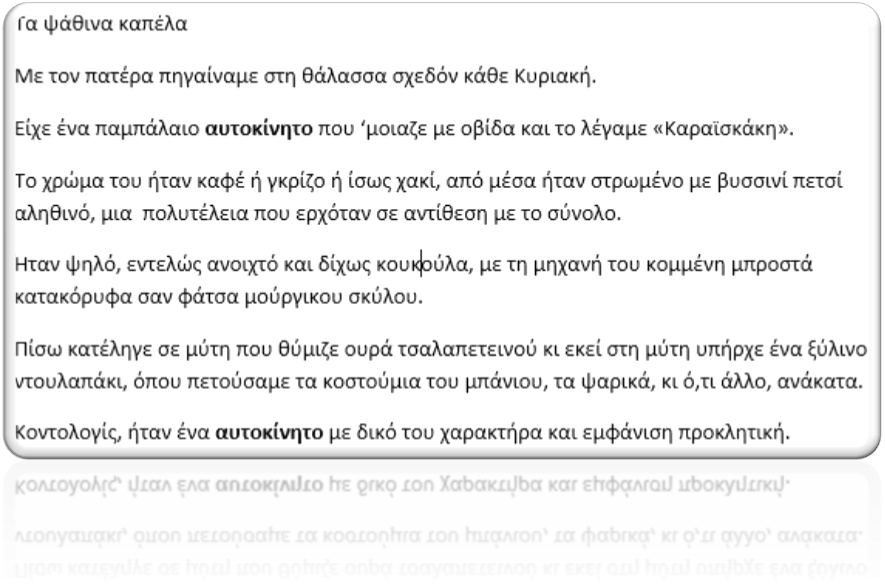 Τα ψάθινα καπέλα
Με τον πατέρα πηγαίναμε στη θάλασσα σχεδόν κάθε Κυριακή.
Είχε ένα παμπάλαιο αυτοκίνητο που ‘μοιαζε με οβίδα και το λέγαμε «Καραϊσκάκη».
Το χρώμα του ήταν καφέ ή γκρίζο ή ίσως χακί, από μέσα ήταν στρωμένο με βυσσινί πετσί
αληθινό, μια πολυτέλεια που ερχόταν σε αντίθεση με το σύνολο.
Ηταν ψηλό, εντελώς ανοιχτό και δίχως κουκούλα, με τη μηχανή του κομμένη μπροστά
κατακόρυφα σαν φάτσα μούργικου σκύλου.
Πίσω κατέληγε σε μύτη που θύμιζε ουρά τσαλαπετεινού κι εκεί στη μύτη υπήρχε ένα ξύλινο
ντουλαπάκι, όπου πετούσαμε τα κοστούμια του μπάνιου, τα ψαρικά, κι ό,τι άλλο, ανάκατα.
Κοντολογίς, ήταν ένα αυτοκίνητο με δικό του χαρακτήρα και εμφάνιση προκλητική.